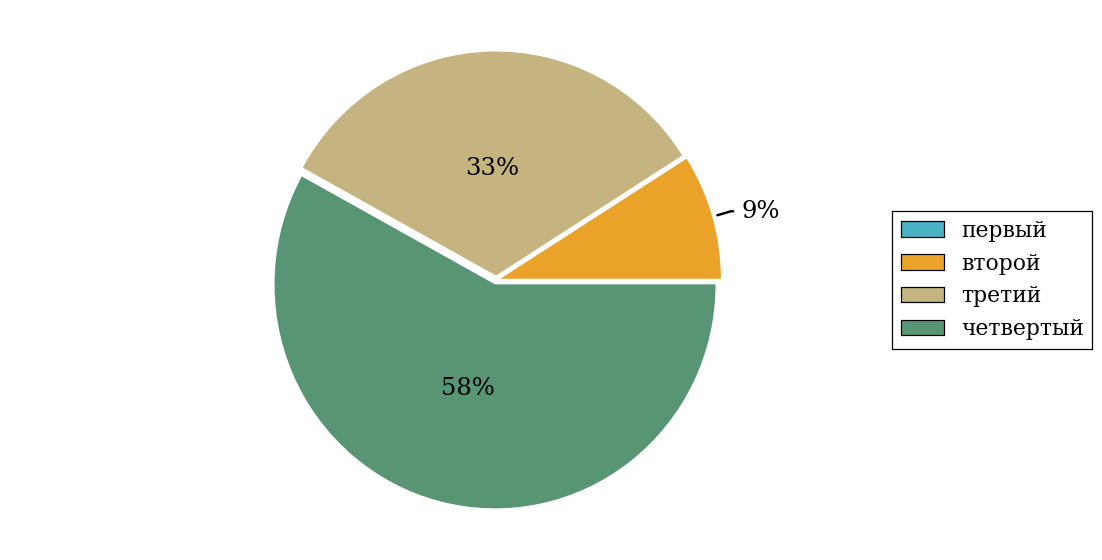 33%
9%
58%
первый
второй
третий
четвертый